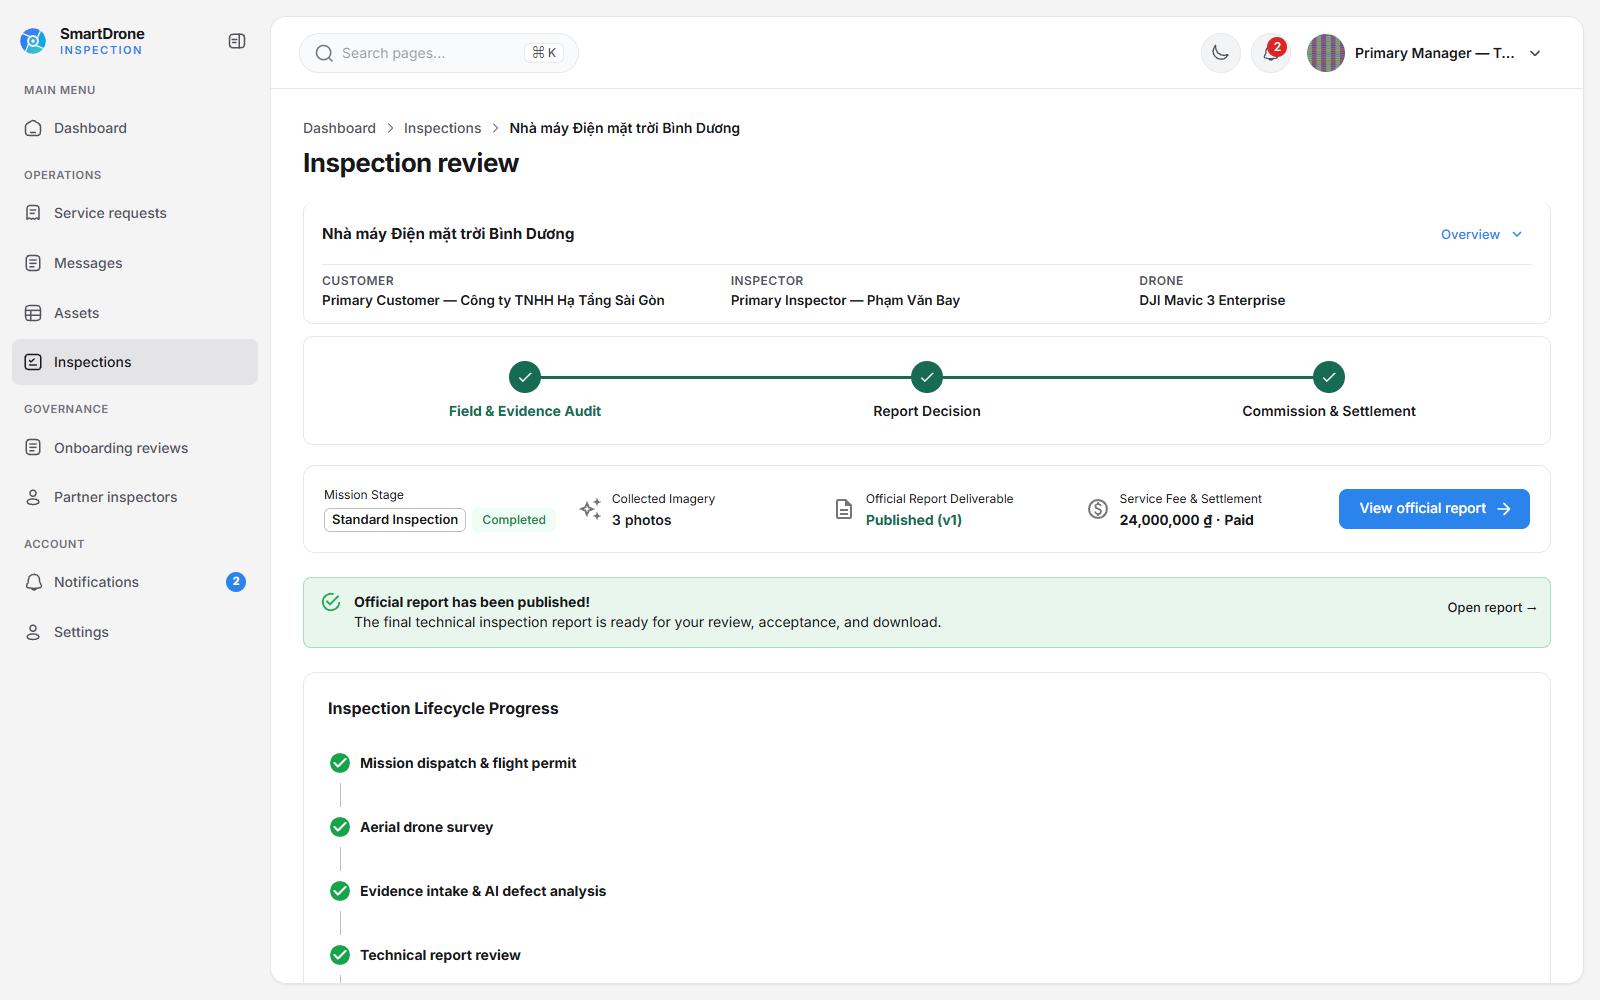 SmartDrone
INSPECTION
MAIN MENU
Dashboard
OPERATIONS
Service requests
Messages
Assets
Inspections
GOVERNANCE
Onboarding reviews
Partner inspectors
ACCOUNT
Notifications 2
Settings
Search pages... ⌘ K
2
Primary Manager — T...
Dashboard > Inspections > Nhà máy Điện mặt trời Bình Dương
Inspection review
Nhà máy Điện mặt trời Bình Dương
Overview
CUSTOMER
Primary Customer — Công ty TNHH Hạ Tầng Sài Gòn
INSPECTOR
Primary Inspector — Phạm Văn Bay
DRONE
DJI Mavic 3 Enterprise
Field & Evidence Audit
Report Decision
Commission & Settlement
Mission Stage
Standard Inspection Completed
Collected Imagery
3 photos
Official Report Deliverable
Published (v1)
Service Fee & Settlement
24,000,000 ₫ · Paid
View official report →
Official report has been published!
The final technical inspection report is ready for your review, acceptance, and download.
Open report →
Inspection Lifecycle Progress
Mission dispatch & flight permit
Aerial drone survey
Evidence intake & AI defect analysis
Technical report review